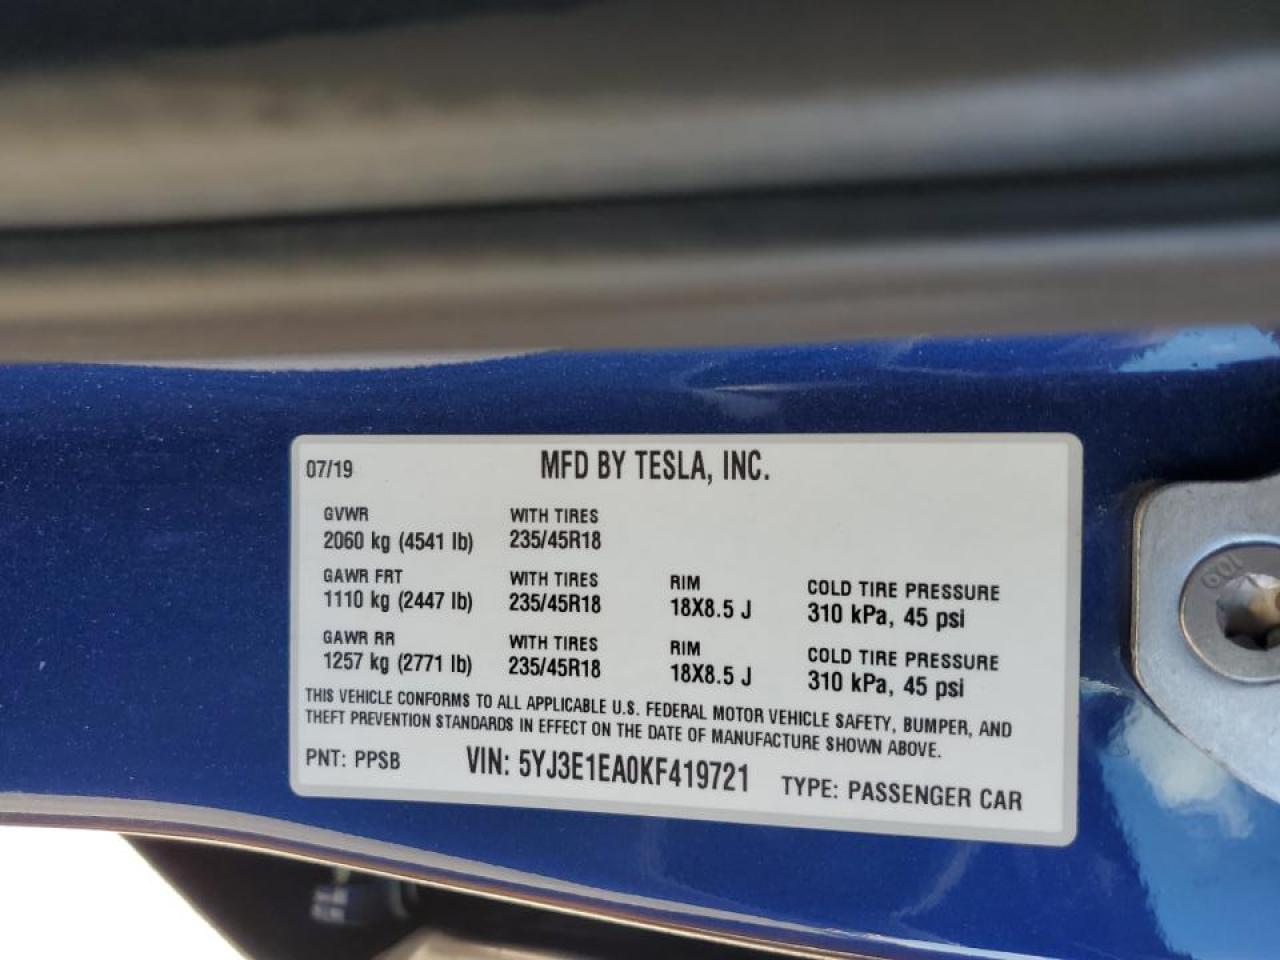 07/19 MFD BY TESLA, INC.
GVWR WITH TIRES
2060 kg (4541 lb) 235/45R18
GAWR FRT WITH TIRES RIM COLD TIRE PRESSURE
1110 kg (2447 lb) 235/45R18 18X8.5 J 310 kPa, 45 psi
GAWR RR WITH TIRES RIM COLD TIRE PRESSURE
1257 kg (2771 lb) 235/45R18 18X8.5 J 310 kPa, 45 psi
THIS VEHICLE CONFORMS TO ALL APPLICABLE U.S. FEDERAL MOTOR VEHICLE SAFETY, BUMPER, AND
THEFT PREVENTION STANDARDS IN EFFECT ON THE DATE OF MANUFACTURE SHOWN ABOVE.
PNT: PPSB VIN: 5YJ3E1EA0KF419721 TYPE: PASSENGER CAR